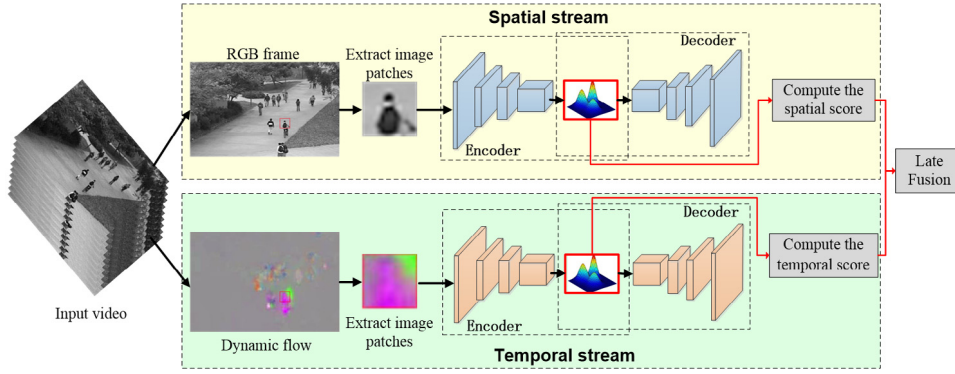 Spatial stream
RGB frame
Extract image
patches
Encoder
Decoder
Compute the
spatial score
Late
Fusion
Input video
Dynamic flow
Extract image
patches
Encoder
Decoder
Compute the
temporal score
Temporal stream